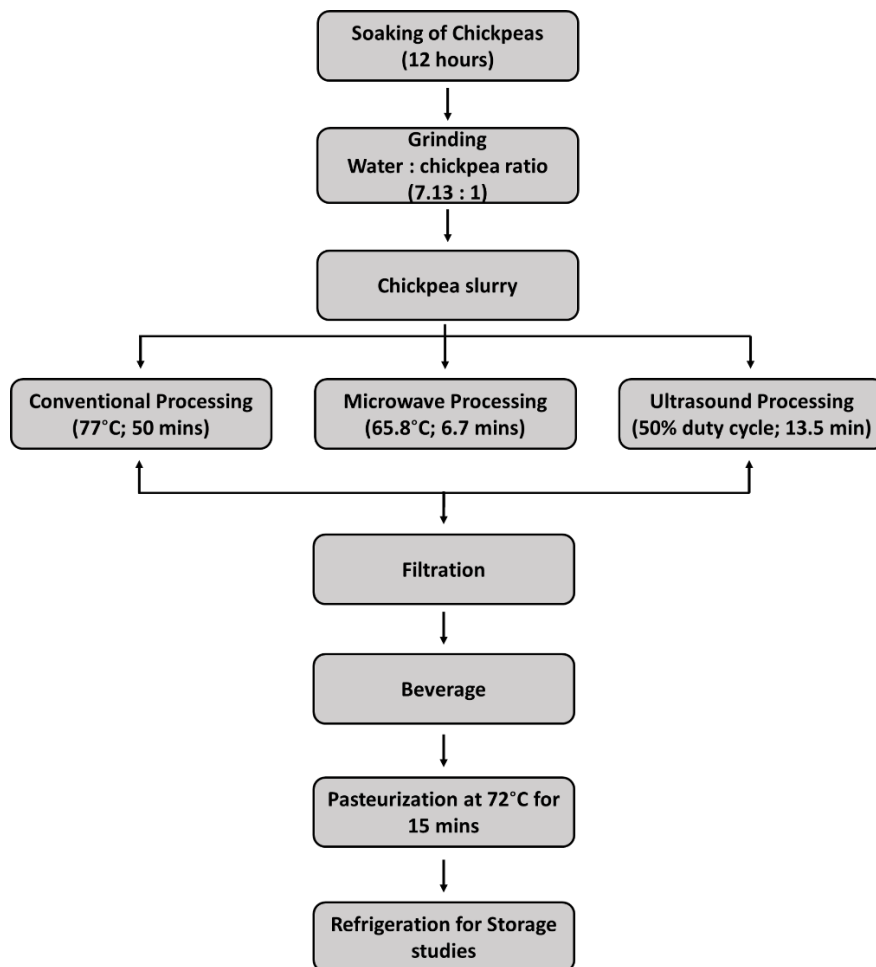 Soaking of Chickpeas
(12 hours)
Grinding
Water : chickpea ratio
(7.13 : 1)
Chickpea slurry
Conventional Processing
(77°C; 50 mins)
Microwave Processing
(65.8°C; 6.7 mins)
Ultrasound Processing
(50% duty cycle; 13.5 min)
Filtration
Beverage
Pasteurization at 72°C for
15 mins
Refrigeration for Storage
studies